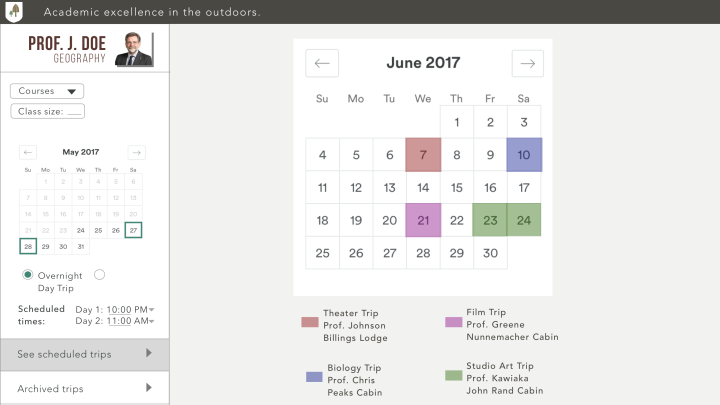 Academic excellence in the outdoors.
PROF. J. DOE
GEOGRAPHY
Courses
Class size: ___
May 2017
Su Mo Tu We Th Fr Sa
1 2 3 4 5 6
7 8 9 10 11 12 13
14 15 16 17 18 19 20
21 22 23 24 25 26 27
28 29 30 31
Overnight
Day Trip
Scheduled times:
Day 1: 10:00 PM
Day 2: 11:00 AM
See scheduled trips
Archived trips
June 2017
Su Mo Tu We Th Fr Sa
1 2 3
4 5 6 7 8 9 10
11 12 13 14 15 16 17
18 19 20 21 22 23 24
25 26 27 28 29 30
Theater Trip
Prof. Johnson
Billings Lodge
Film Trip
Prof. Greene
Nunnemacher Cabin
Biology Trip
Prof. Chris
Peaks Cabin
Studio Art Trip
Prof. Kawiaka
John Rand Cabin